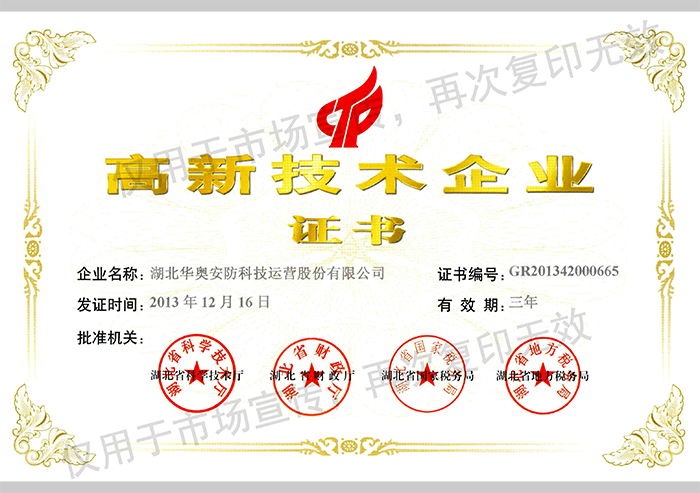 高新技术企业
证书
企业名称：湖北华奥安防科技运营股份有限公司
证书编号：GR201342000665
发证时间：2013 年 12 月 16 日
有 效 期：三年
批准机关：
湖北省科学技术厅
湖北省财政厅
湖北省国家税务局
湖北省地方税务局
湖北省科学技术厅
湖北省财政厅
湖北省国家税务局
湖北省地方税务局
仅用于市场宣传，再次复印无效
仅用于市场宣传，再次复印无效